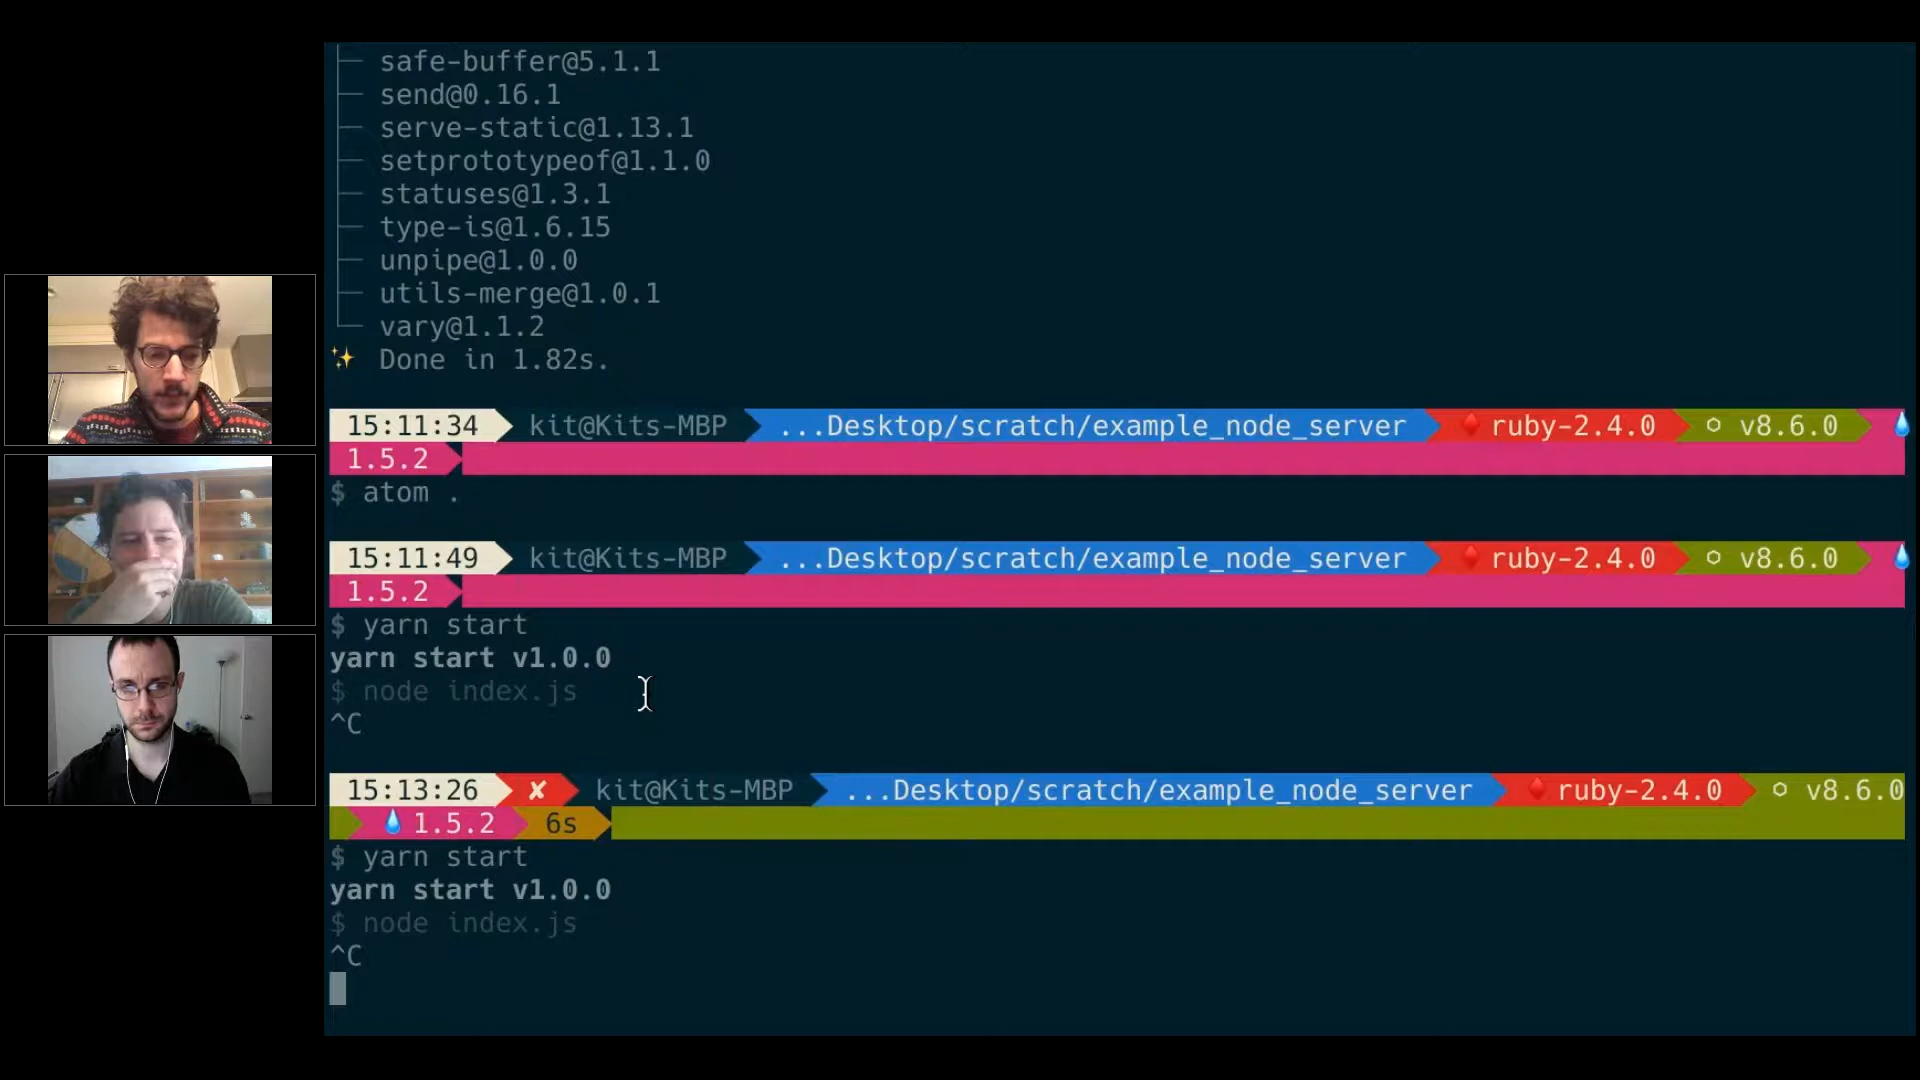 safe-buffer@5.1.1
send@0.16.1
serve-static@1.13.1
setprototypeof@1.1.0
statuses@1.3.1
type-is@1.6.15
unpipe@1.0.0
utils-merge@1.0.1
vary@1.1.2
✨ Done in 1.82s.
15:11:34 kit@Kits-MBP ...Desktop/scratch/example_node_server ruby-2.4.0 v8.6.0
1.5.2
$ atom .
15:11:49 kit@Kits-MBP ...Desktop/scratch/example_node_server ruby-2.4.0 v8.6.0
1.5.2
$ yarn start
yarn start v1.0.0
$ node index.js
^C
15:13:26 ✘ kit@Kits-MBP ...Desktop/scratch/example_node_server ruby-2.4.0 v8.6.0
1.5.2 6s
$ yarn start
yarn start v1.0.0
$ node index.js
^C